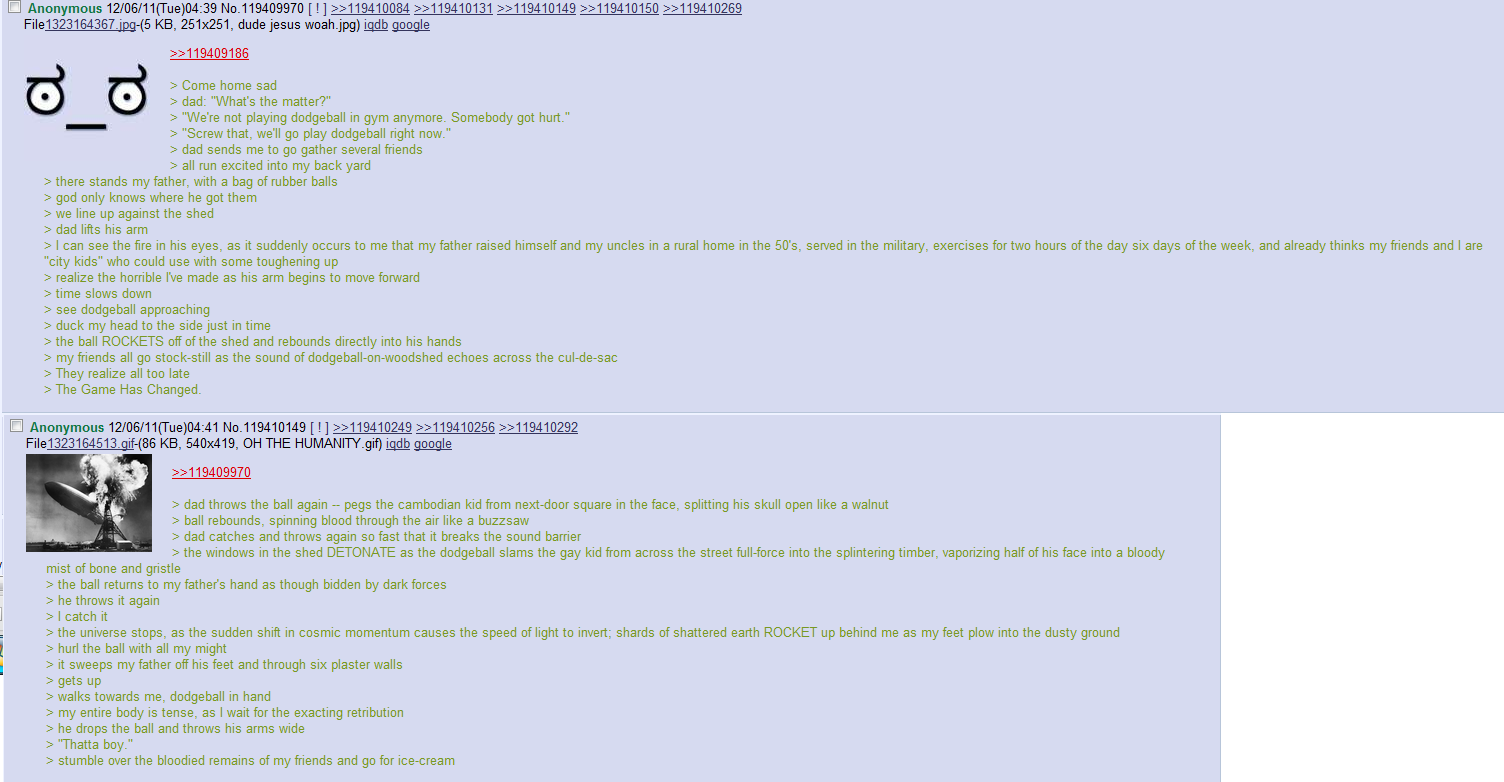 Anonymous 12/06/11(Tue)04:39 No.119409970 [ ! ] >>119410084 >>119410131 >>119410149 >>119410150 >>119410269
File1323164367.jpg-(5 KB, 251x251, dude jesus woah.jpg) iqdb google
>>119409186
> Come home sad
> dad: "What's the matter?"
> "We're not playing dodgeball in gym anymore. Somebody got hurt."
> "Screw that, we'll go play dodgeball right now."
> dad sends me to go gather several friends
> all run excited into my back yard
> there stands my father, with a bag of rubber balls
> god only knows where he got them
> we line up against the shed
> dad lifts his arm
> I can see the fire in his eyes, as it suddenly occurs to me that my father raised himself and my uncles in a rural home in the 50's, served in the military, exercises for two hours of the day six days of the week, and already thinks my friends and I are
"city kids" who could use with some toughening up
> realize the horrible I've made as his arm begins to move forward
> time slows down
> see dodgeball approaching
> duck my head to the side just in time
> the ball ROCKETS off of the shed and rebounds directly into his hands
> my friends all go stock-still as the sound of dodgeball-on-woodshed echoes across the cul-de-sac
> They realize all too late
> The Game Has Changed.
Anonymous 12/06/11(Tue)04:41 No.119410149 [ ! ] >>119410249 >>119410256 >>119410292
File1323164513.gif-(86 KB, 540x419, OH THE HUMANITY.gif) iqdb google
>>119409970
> dad throws the ball again -- pegs the cambodian kid from next-door square in the face, splitting his skull open like a walnut
> ball rebounds, spinning blood through the air like a buzzsaw
> dad catches and throws again so fast that it breaks the sound barrier
> the windows in the shed DETONATE as the dodgeball slams the gay kid from across the street full-force into the splintering timber, vaporizing half of his face into a bloody
mist of bone and gristle
> the ball returns to my father's hand as though bidden by dark forces
> he throws it again
> I catch it
> the universe stops, as the sudden shift in cosmic momentum causes the speed of light to invert; shards of shattered earth ROCKET up behind me as my feet plow into the dusty ground
> hurl the ball with all my might
> it sweeps my father off his feet and through six plaster walls
> gets up
> walks towards me, dodgeball in hand
> my entire body is tense, as I wait for the exacting retribution
> he drops the ball and throws his arms wide
> "Thatta boy."
> stumble over the bloodied remains of my friends and go for ice-cream